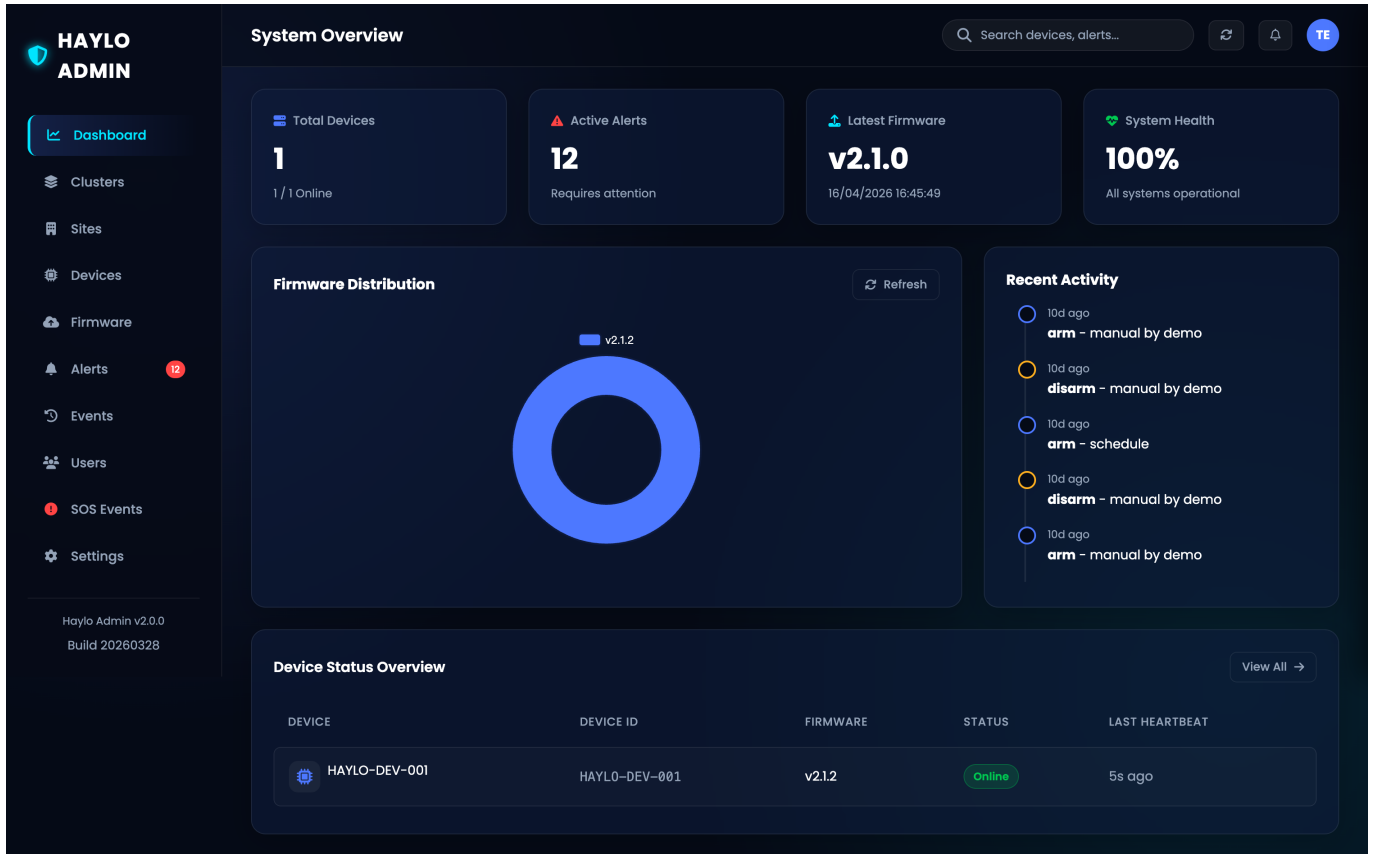 HAYLO
ADMIN
System Overview
Search devices, alerts...
TE
Dashboard
Clusters
Sites
Devices
Firmware
Alerts
12
Events
Users
SOS Events
Settings
Haylo Admin v2.0.0
Build 20260328
Total Devices
1
1 / 1 Online
Active Alerts
12
Requires attention
Latest Firmware
v2.1.0
16/04/2026 16:45:49
System Health
100%
All systems operational
Firmware Distribution
Refresh
v2.1.2
Recent Activity
10d ago
arm - manual by demo
10d ago
disarm - manual by demo
10d ago
arm - schedule
10d ago
disarm - manual by demo
10d ago
arm - manual by demo
Device Status Overview
View All →
DEVICE DEVICE ID FIRMWARE STATUS LAST HEARTBEAT
HAYLO-DEV-001 HAYLO-DEV-001 v2.1.2 Online 5s ago